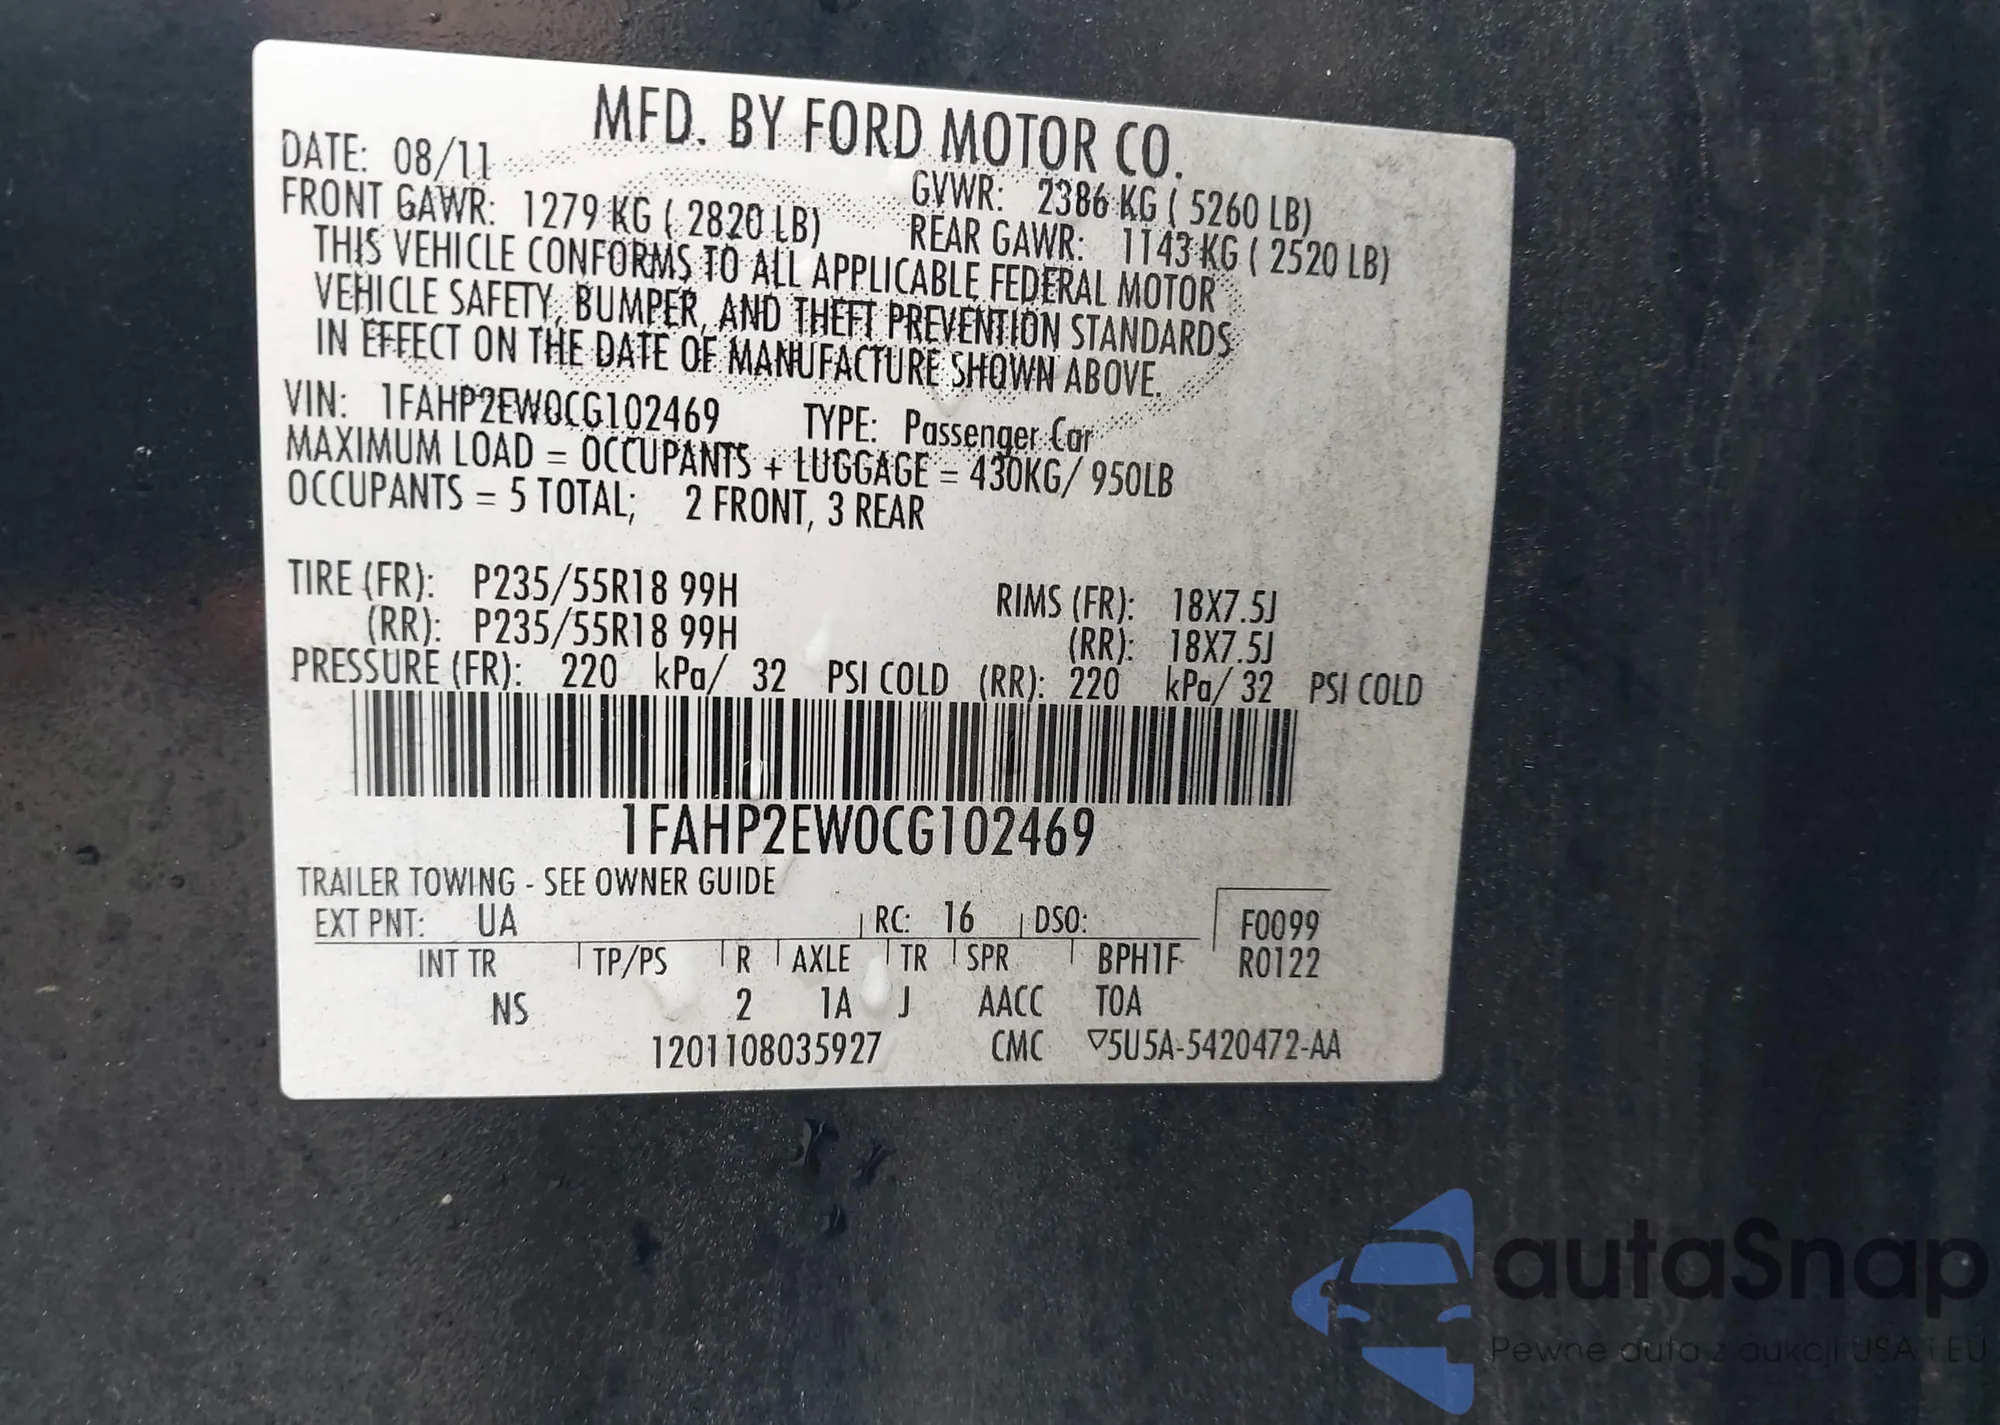 MFD. BY FORD MOTOR CO.
DATE: 08/11 GVWR: 2386 KG ( 5260 LB)
FRONT GAWR: 1279 KG ( 2820 LB) REAR GAWR: 1143 KG ( 2520 LB)
THIS VEHICLE CONFORMS TO ALL APPLICABLE FEDERAL MOTOR
VEHICLE SAFETY, BUMPER, AND THEFT PREVENTION STANDARDS
IN EFFECT ON THE DATE OF MANUFACTURE SHOWN ABOVE.
VIN: 1FAHP2EW0CG102469 TYPE: Passenger Car
MAXIMUM LOAD = OCCUPANTS + LUGGAGE = 430KG/ 950LB
OCCUPANTS = 5 TOTAL; 2 FRONT, 3 REAR
TIRE (FR): P235/55R18 99H RIMS (FR): 18X7.5J
(RR): P235/55R18 99H (RR): 18X7.5J
PRESSURE (FR): 220 kPa/ 32 PSI COLD (RR): 220 kPa/ 32 PSI COLD
1FAHP2EW0CG102469
TRAILER TOWING - SEE OWNER GUIDE
EXT PNT: UA RC: 16 DSO: F0099
INT TR TP/PS R AXLE TR SPR BPH1F R0122
NS 2 1A J AACC TOA
1201108035927 CMC ▽5U5A-5420472-AA
autaSnap
Pewne auta z aukcji USA i EU